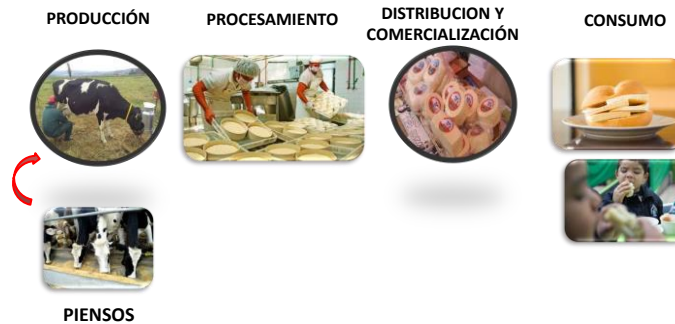 PRODUCCIÓN
PROCESAMIENTO
DISTRIBUCION Y
COMERCIALIZACIÓN
CONSUMO
PIENSOS